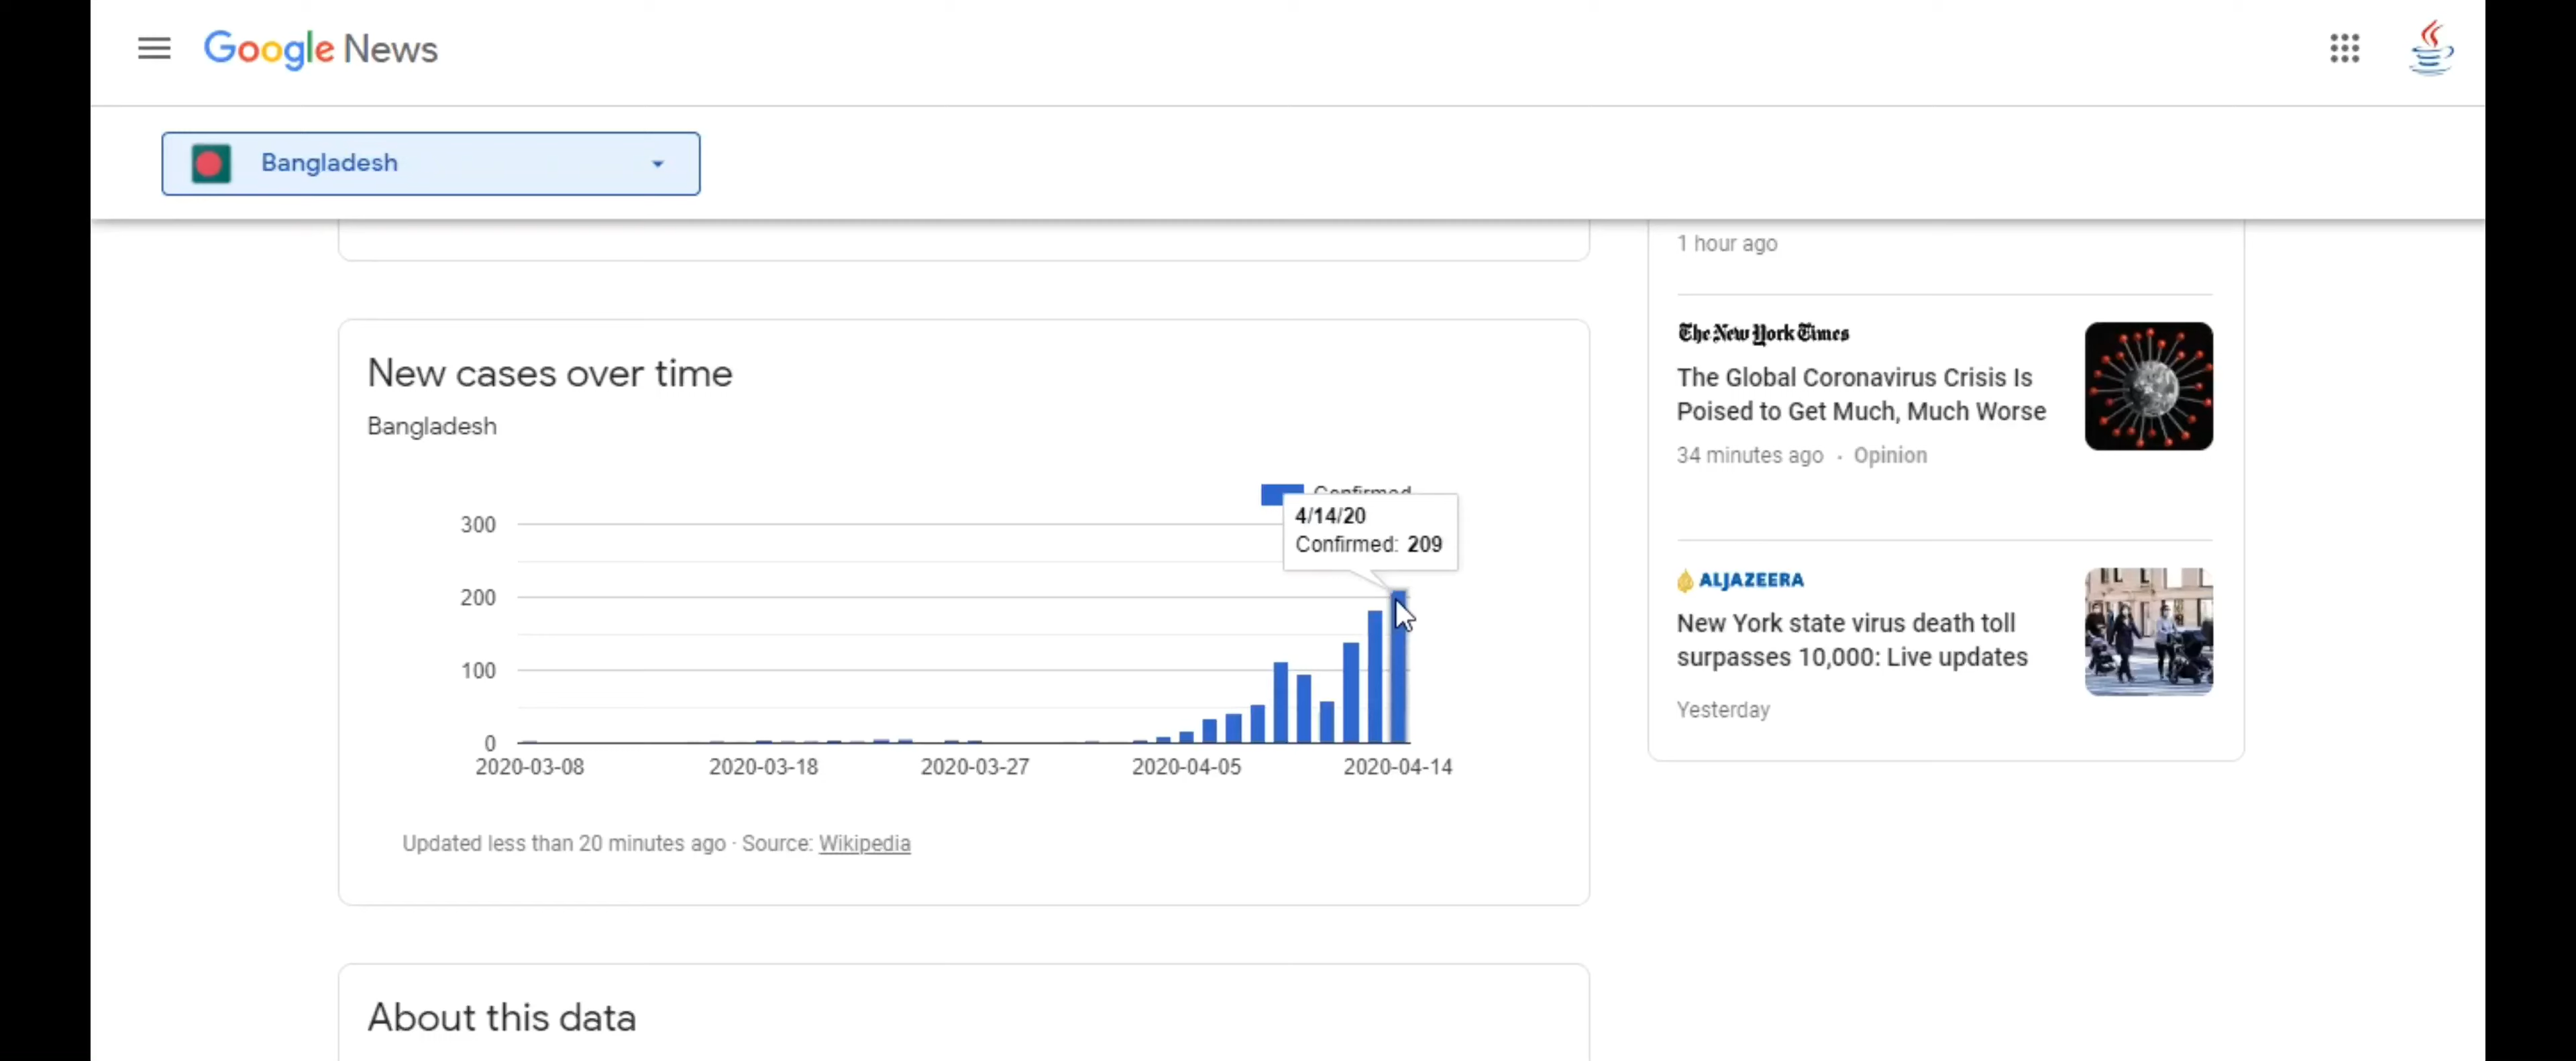 Google News
Bangladesh
1 hour ago
The New York Times
The Global Coronavirus Crisis Is
Poised to Get Much, Much Worse
34 minutes ago · Opinion
ALJAZEERA
New York state virus death toll
surpasses 10,000: Live updates
Yesterday
New cases over time
Bangladesh
Confirmed
4/14/20
Confirmed: 209
300
200
100
0
2020-03-08 2020-03-18 2020-03-27 2020-04-05 2020-04-14
Updated less than 20 minutes ago · Source: Wikipedia
About this data